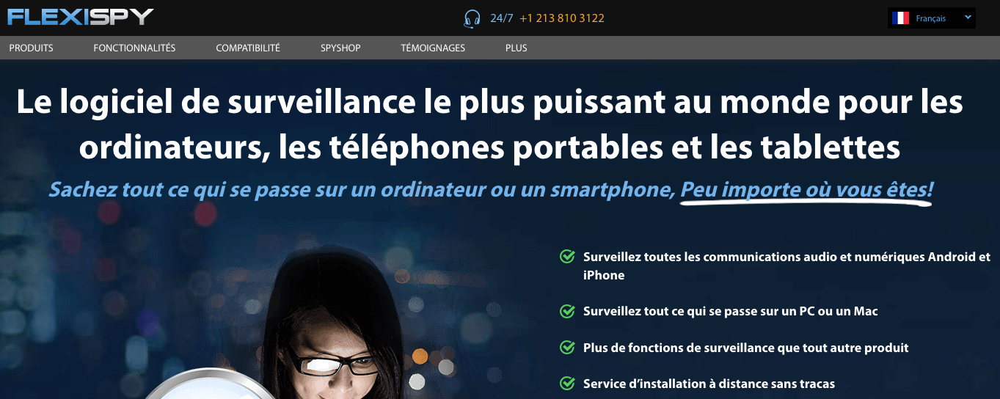 FLEXISPY
24/7 +1 213 810 3122
Français
PRODUITS FONCTIONNALITÉS COMPATIBILITÉ SPYSHOP TÉMOIGNAGES PLUS
Le logiciel de surveillance le plus puissant au monde pour les
ordinateurs, les téléphones portables et les tablettes
Sachez tout ce qui se passe sur un ordinateur ou un smartphone, Peu importe où vous êtes!
Surveillez toutes les communications audio et numériques Android et
iPhone
Surveillez tout ce qui se passe sur un PC ou un Mac
Plus de fonctions de surveillance que tout autre produit
Service d’installation à distance sans tracas